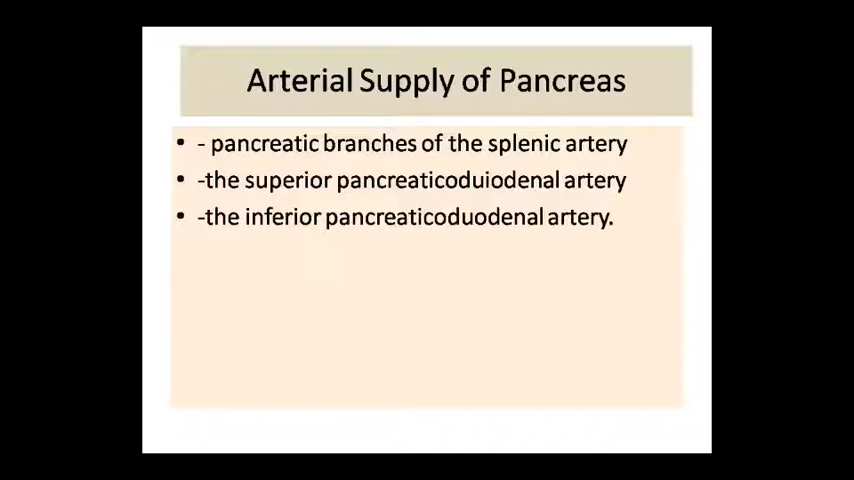 Arterial Supply of Pancreas
• - pancreatic branches of the splenic artery
• -the superior pancreaticoduiodenal artery
• -the inferior pancreaticoduodenal artery.